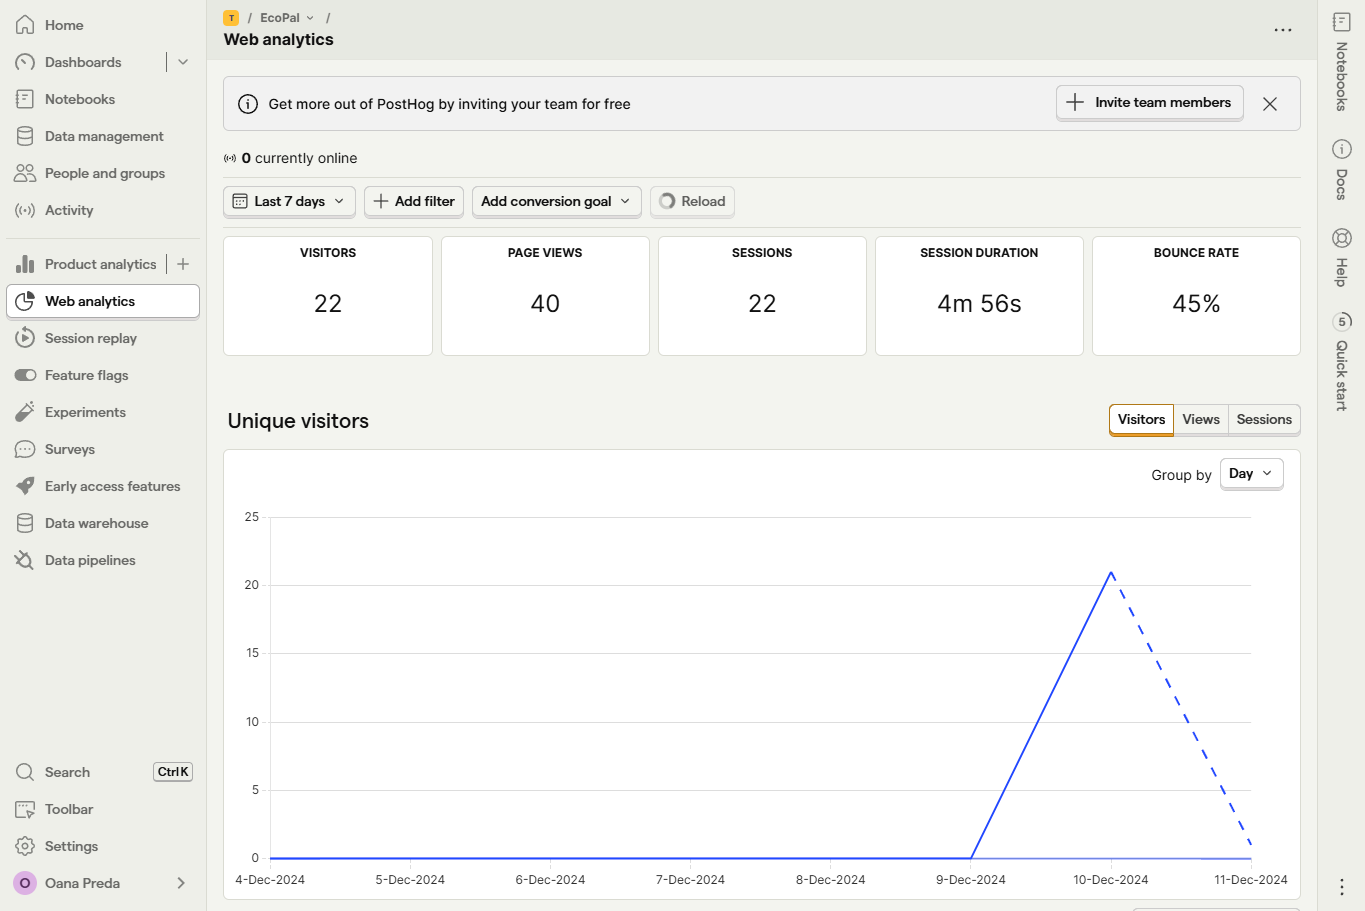 Home
Dashboards
Notebooks
Data management
People and groups
Activity
Product analytics
Web analytics
Session replay
Feature flags
Experiments
Surveys
Early access features
Data warehouse
Data pipelines
Search Ctrl K
Toolbar
Settings
O Oana Preda
T / EcoPal /
Web analytics
Get more out of PostHog by inviting your team for free
Invite team members
0 currently online
Last 7 days Add filter Add conversion goal Reload
VISITORS PAGE VIEWS SESSIONS SESSION DURATION BOUNCE RATE
22 40 22 4m 56s 45%
Unique visitors
Visitors Views Sessions
Group by Day
25
20
15
10
5
0
4-Dec-2024 5-Dec-2024 6-Dec-2024 7-Dec-2024 8-Dec-2024 9-Dec-2024 10-Dec-2024 11-Dec-2024
Notebooks
Docs
Help
5
Quick start